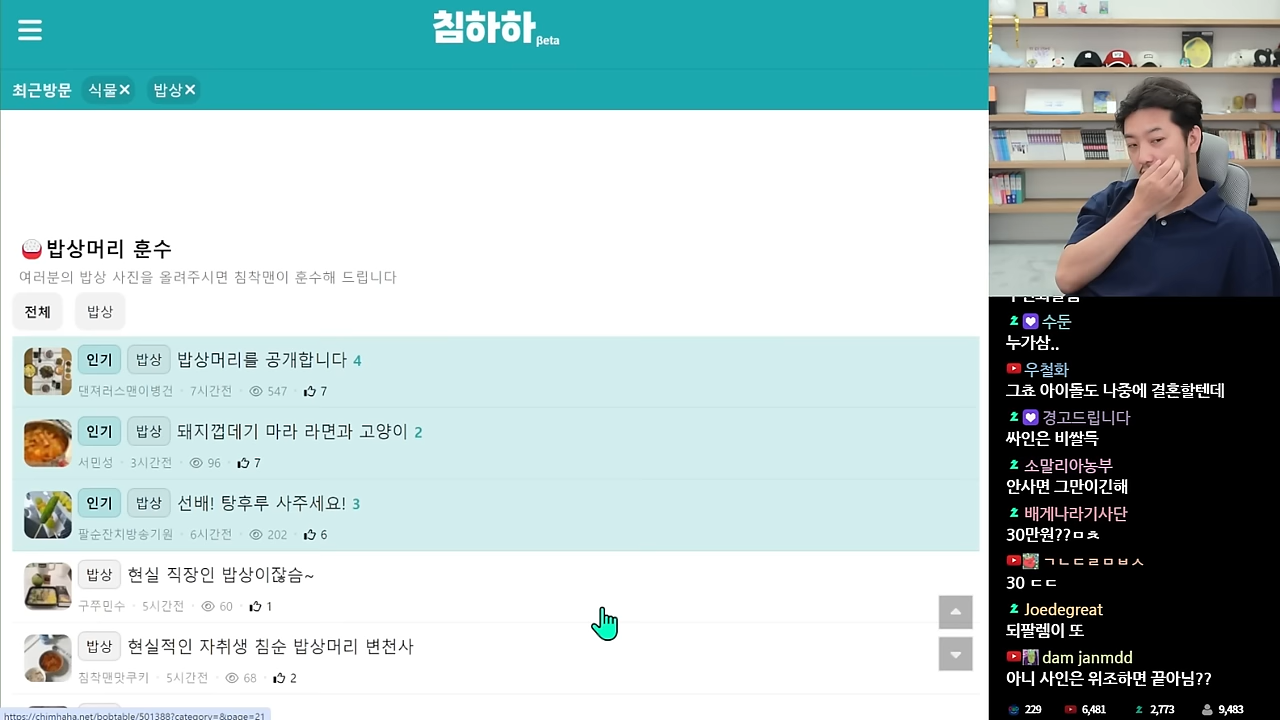 침하하 βeta
최근방문 식물✕ 밥상✕
밥상머리 훈수
여러분의 밥상 사진을 올려주시면 침착맨이 훈수해 드립니다
전체 밥상
인기 밥상 밥상머리를 공개합니다 4
댄져러스맨이병건 · 7시간전 · 547 · 7
인기 밥상 돼지껍데기 마라 라면과 고양이 2
서민성 · 3시간전 · 96 · 7
인기 밥상 선배! 탕후루 사주세요! 3
팔순잔치방송기원 · 6시간전 · 202 · 6
밥상 현실 직장인 밥상이잖슴~
구쭈민수 · 5시간전 · 60 · 1
밥상 현실적인 자취생 침순 밥상머리 변천사
침착맨맛쿠키 · 5시간전 · 68 · 2
https://chimhaha.net/bobtable/501388?category=&page=21
수둔
누가삼..
우철화
그쵸 아이돌도 나중에 결혼할텐데
경고드립니다
싸인은 비쌀득
소말리아농부
안사면 그만이긴해
배게나라기사단
30만원??ㅁㅊ
ㄱㄴㄷㄹㅁㅂㅅ
30 ㄷㄷ
Joedegreat
되팔렘이 또
dam janmdd
아니 사인은 위조하면 끝아님??
229 6,481 2,773 9,483